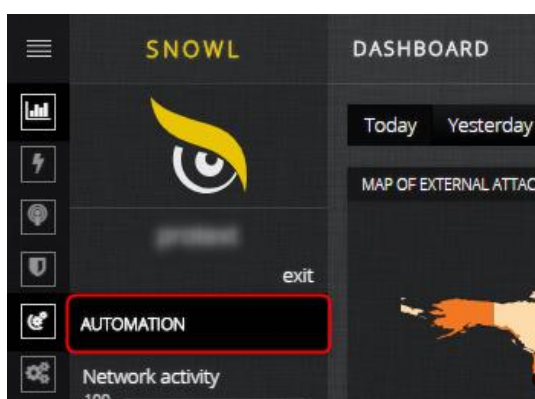 SNOWL
DASHBOARD
Today Yesterday
MAP OF EXTERNAL ATTAC
exit
AUTOMATION
Network activity